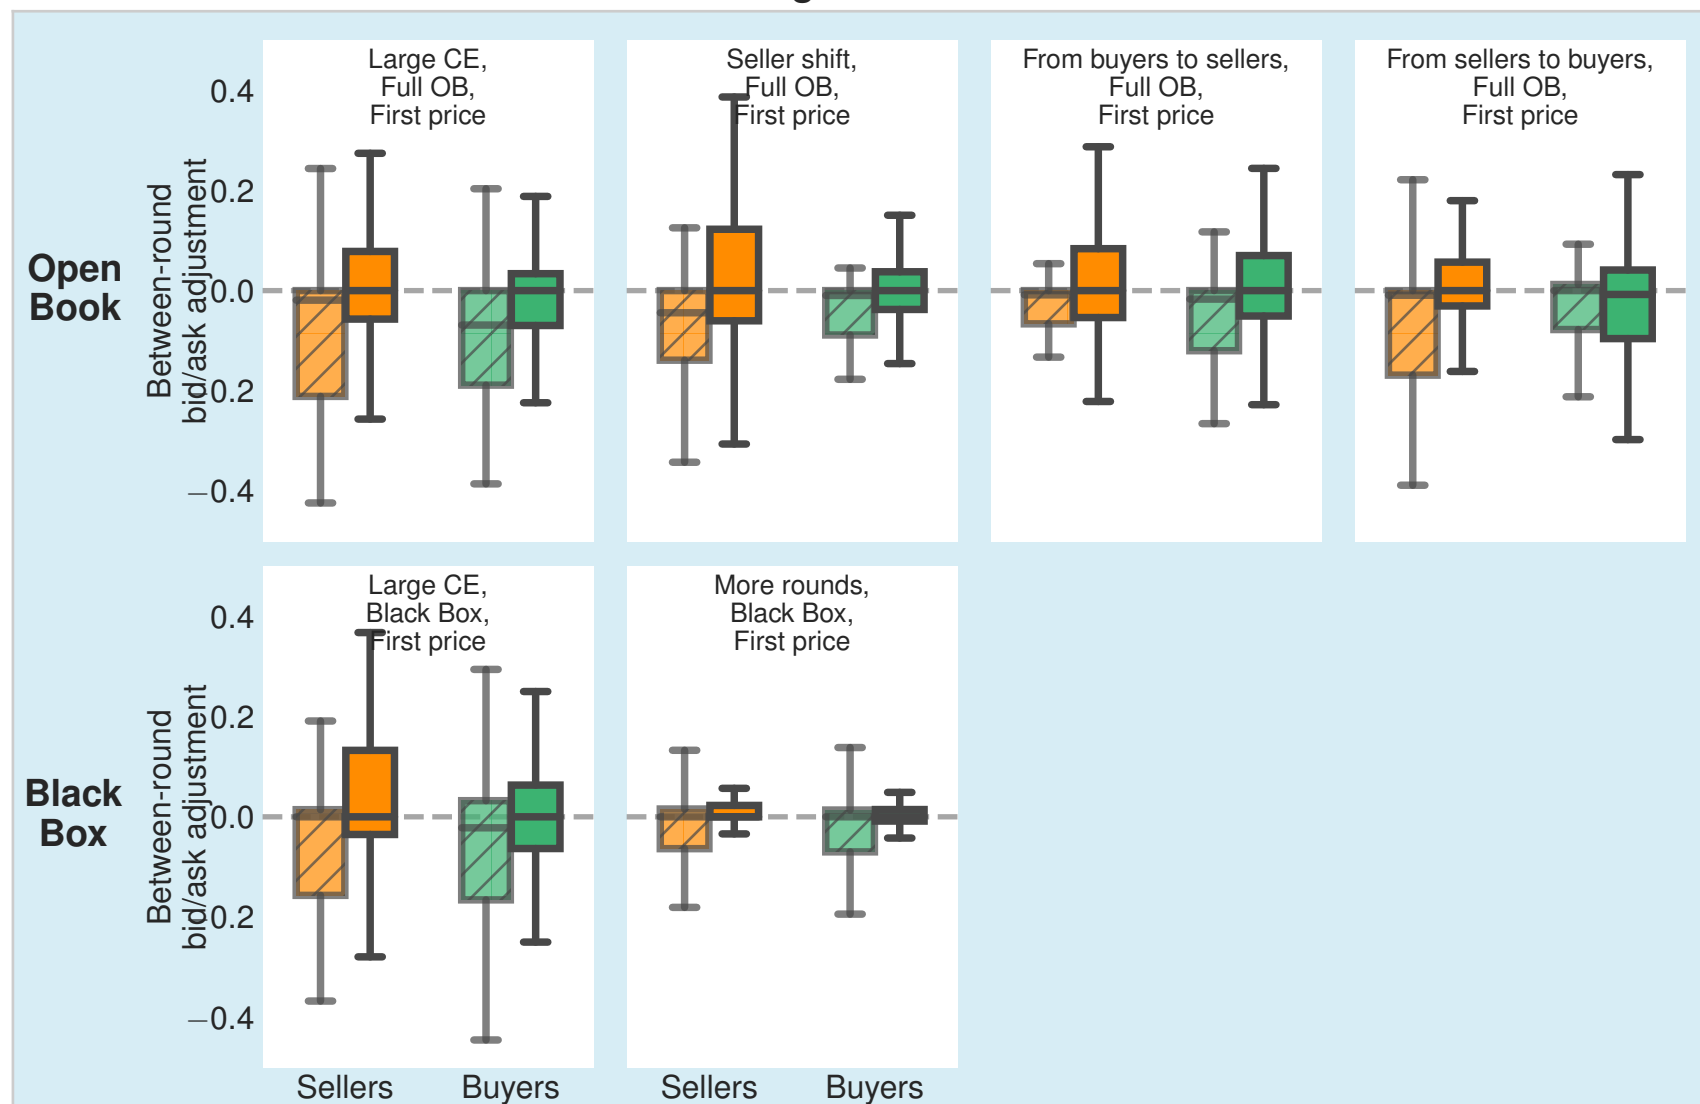 Large CE,
Full OB,
First price
Seller shift,
Full OB,
First price
From buyers to sellers,
Full OB,
First price
From sellers to buyers,
Full OB,
First price
Open
Book
Between-round
bid/ask adjustment
0.4
0.2
0.0
0.2
−0.4
Large CE,
Black Box,
First price
More rounds,
Black Box,
First price
Black
Box
Between-round
bid/ask adjustment
0.4
0.2
0.0
0.2
−0.4
Sellers Buyers Sellers Buyers